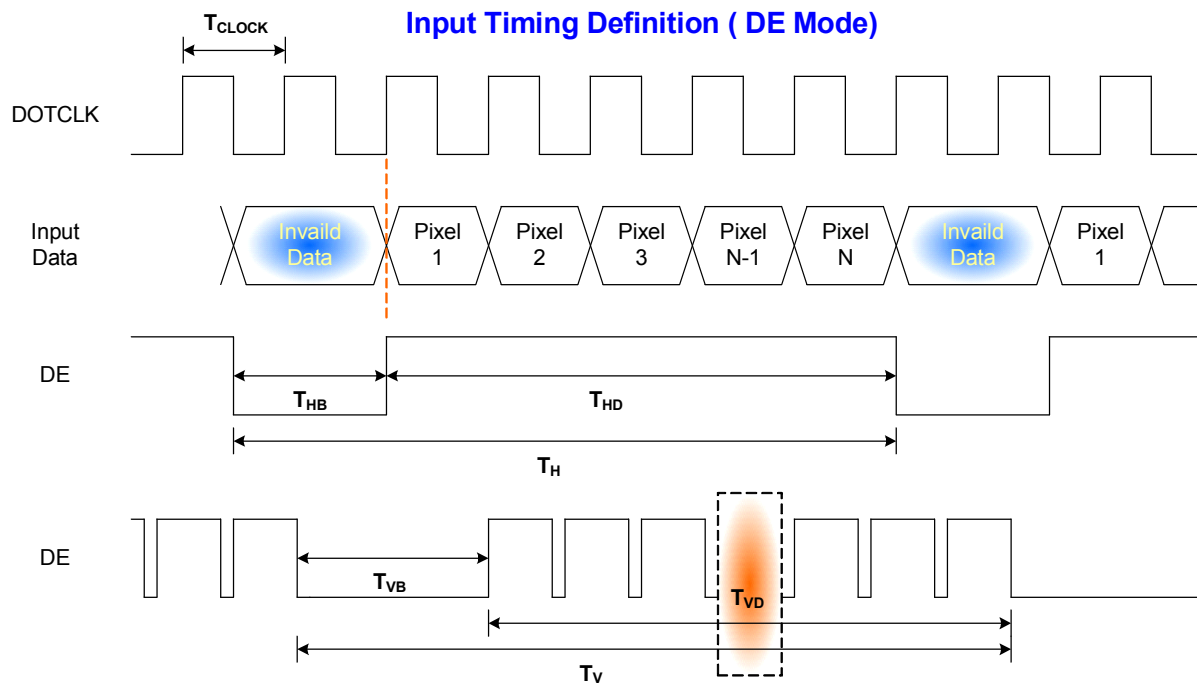 Input Timing Definition ( DE Mode)
TCLOCK
DOTCLK
Input
Data
Invaild
Data
Pixel
1
Pixel
2
Pixel
3
Pixel
N-1
Pixel
N
Invaild
Data
Pixel
1
DE
THB
THD
TH
DE
TVB
TVD
TV